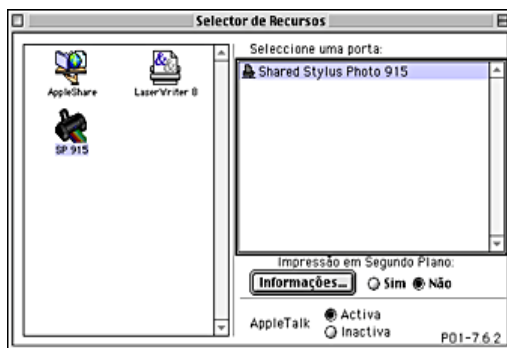 Selector de Recursos
AppleShare
LaserWriter 8
SP 915
Seleccione uma porta:
Shared Stylus Photo 915
Impressão em Segundo Plano:
Informações... Sim Não
AppleTalk Activa
Inactiva
P01-7.6.2